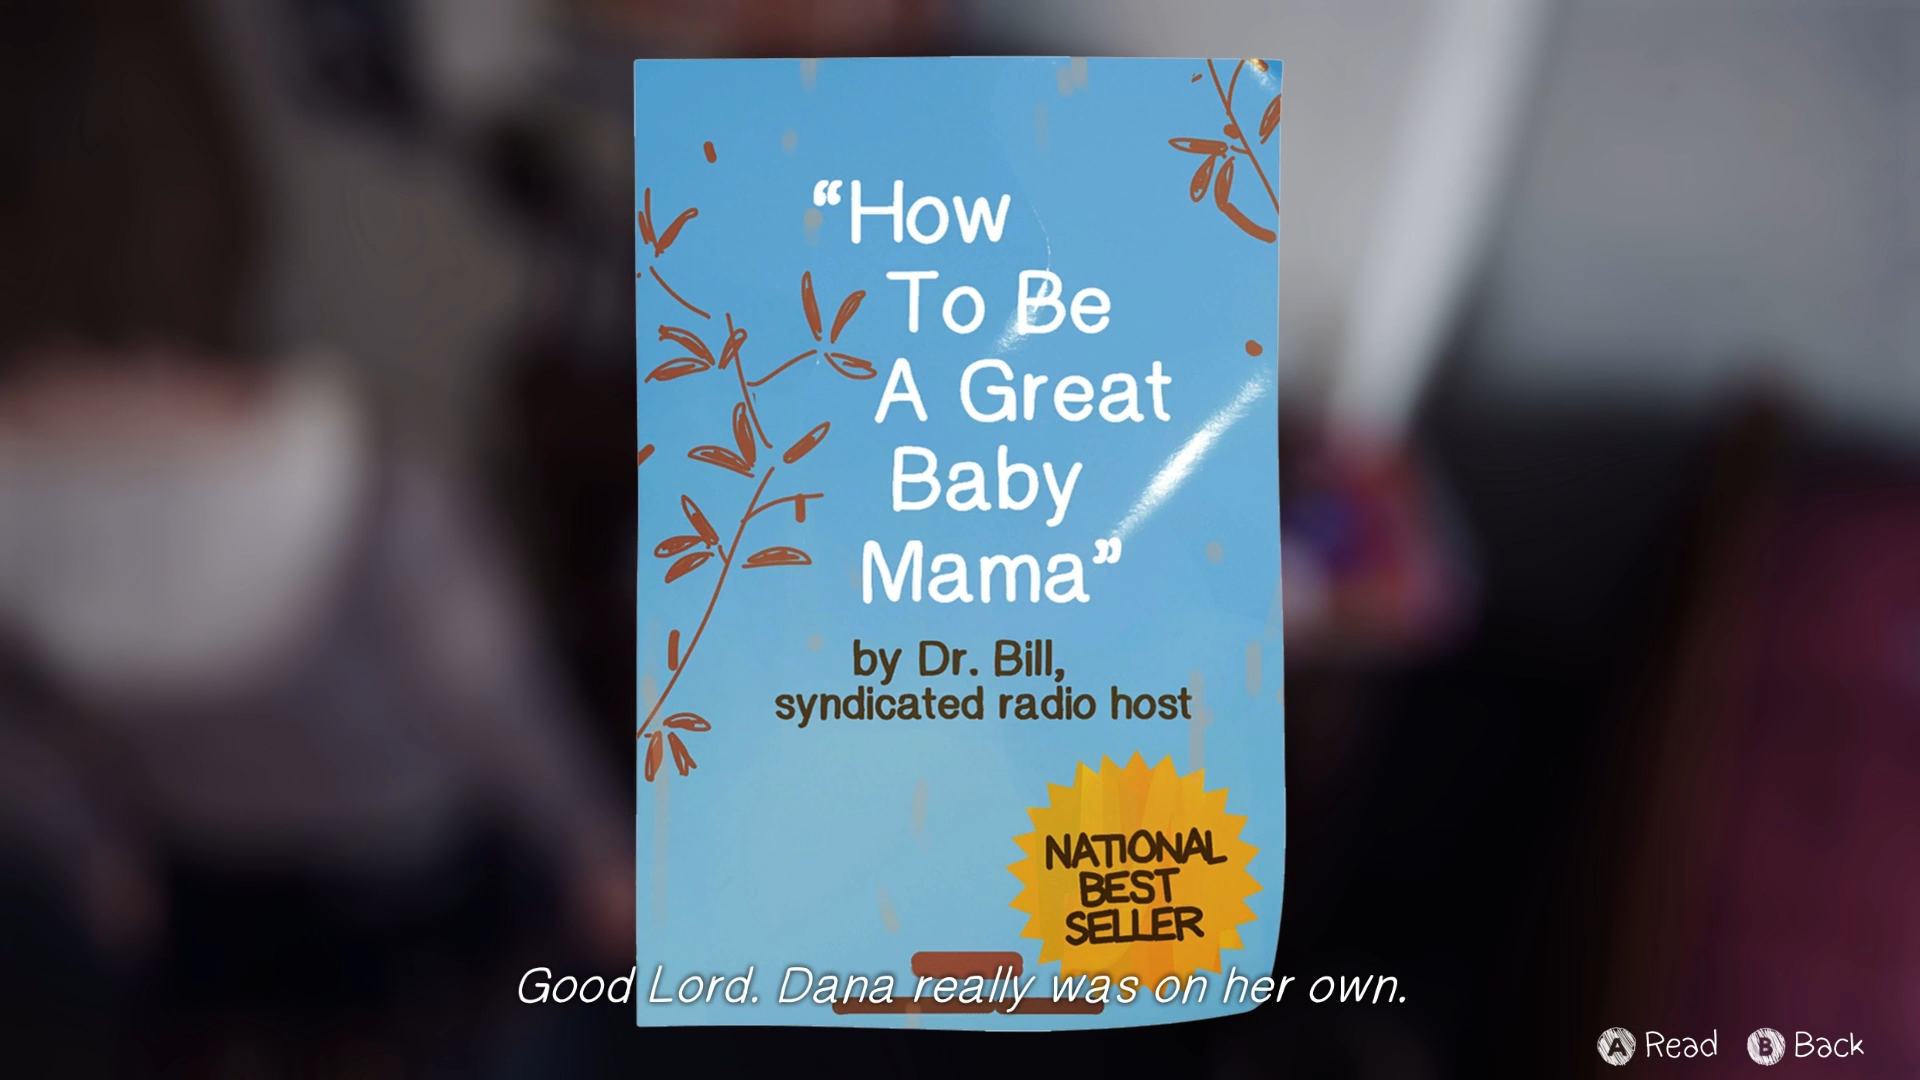 “How
To Be
A Great
Baby
Mama”
by Dr. Bill,
syndicated radio host
NATIONAL
BEST
SELLER
Good Lord. Dana really was on her own.
A Read B Back